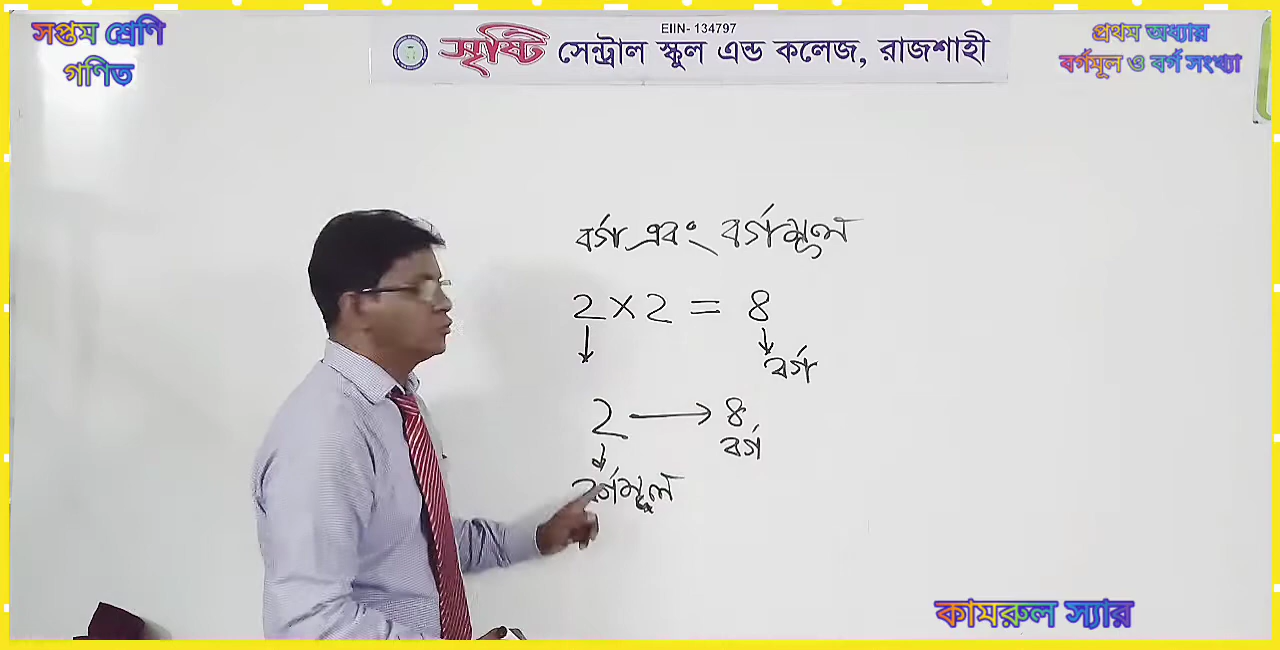 সপ্তম শ্রেণি
গণিত
EIIN- 134797
সৃষ্টি সেন্ট্রাল স্কুল এন্ড কলেজ, রাজশাহী
প্রথম অধ্যায়
বর্গমূল ও বর্গ সংখ্যা
বর্গ এবং বর্গমূল
২ × ২ = ৪
বর্গ
২ → ৪
বর্গ
বর্গমূল
কামরুল স্যার